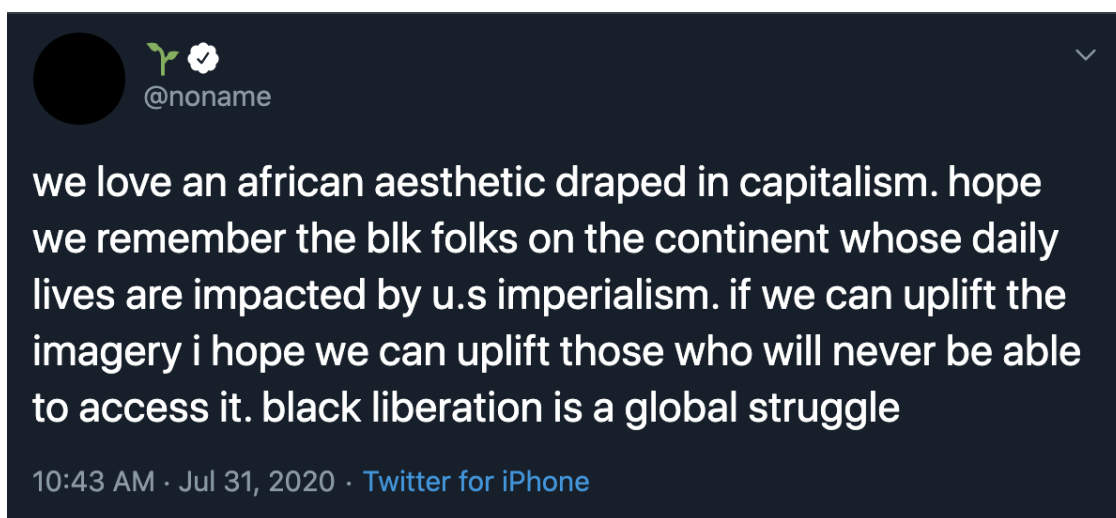 @noname
we love an african aesthetic draped in capitalism. hope
we remember the blk folks on the continent whose daily
lives are impacted by u.s imperialism. if we can uplift the
imagery i hope we can uplift those who will never be able
to access it. black liberation is a global struggle
10:43 AM · Jul 31, 2020 · Twitter for iPhone